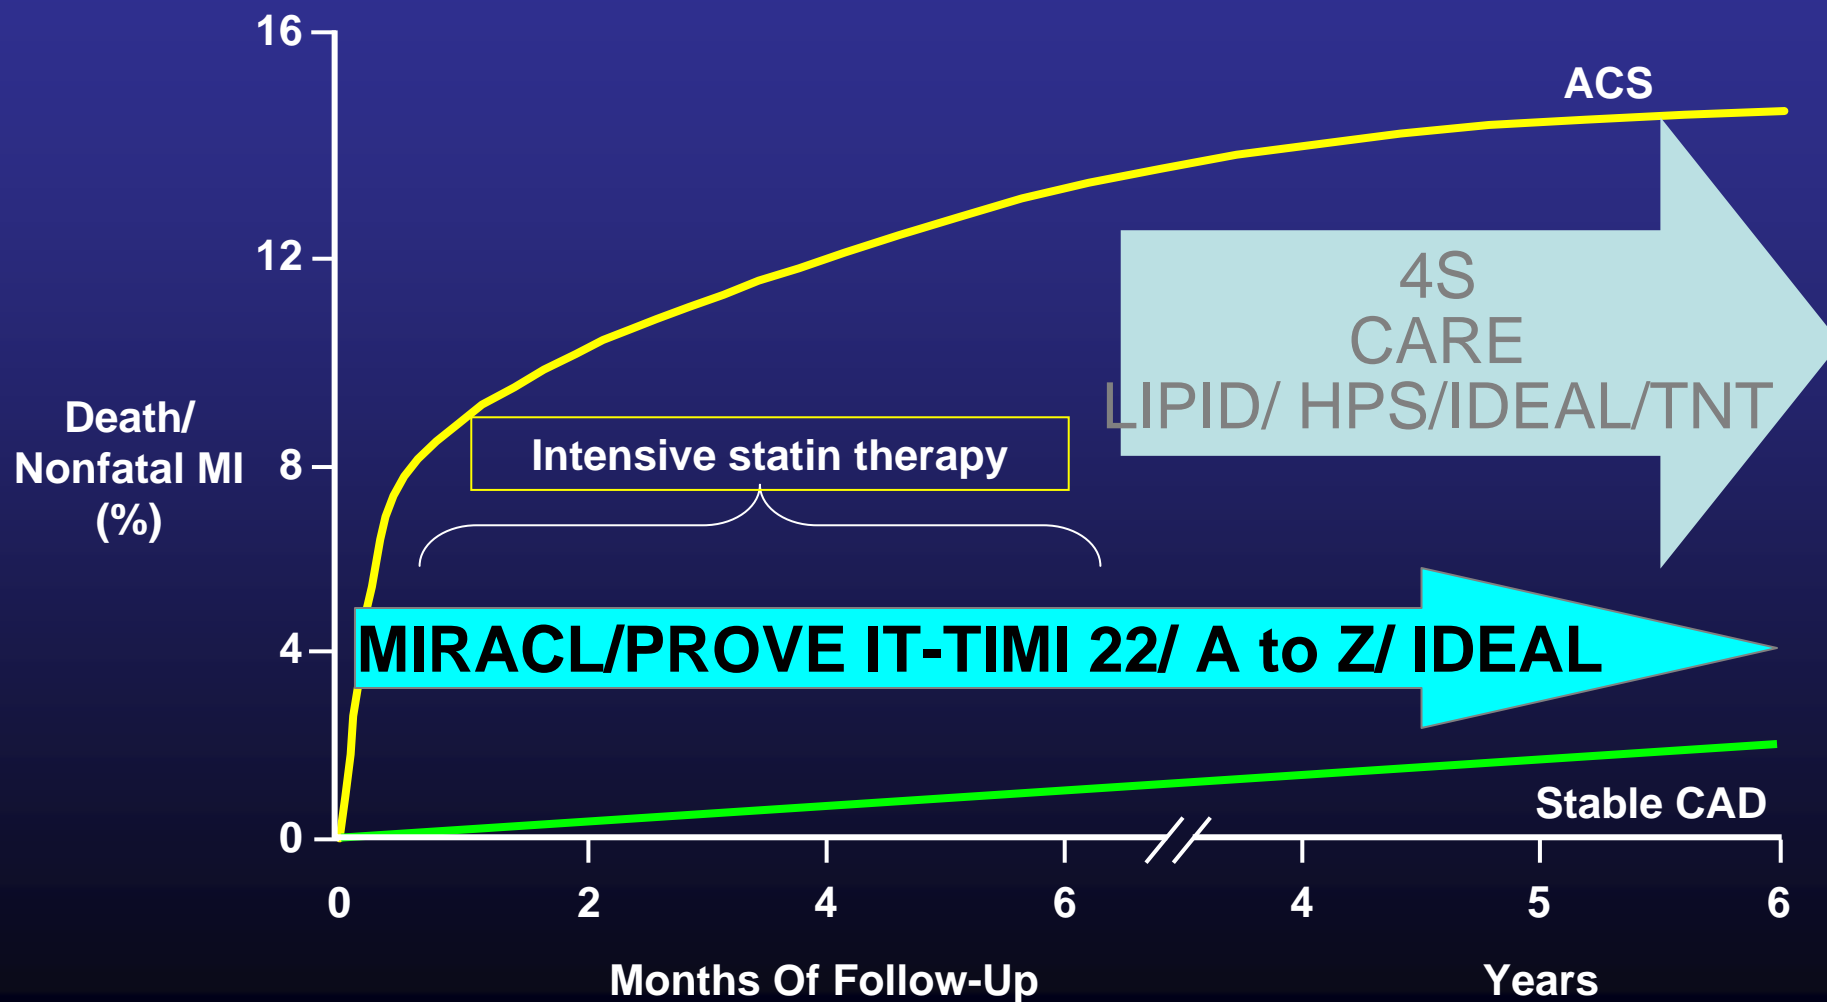 16
ACS
12
4S
CARE
LIPID/ HPS/IDEAL/TNT
Death/
Nonfatal MI
(%)
Intensive statin therapy
8
MIRACL/PROVE IT-TIMI 22/ A to Z/ IDEAL
4
Stable CAD
0
0 2 4 6 4 5 6
Months Of Follow-Up Years